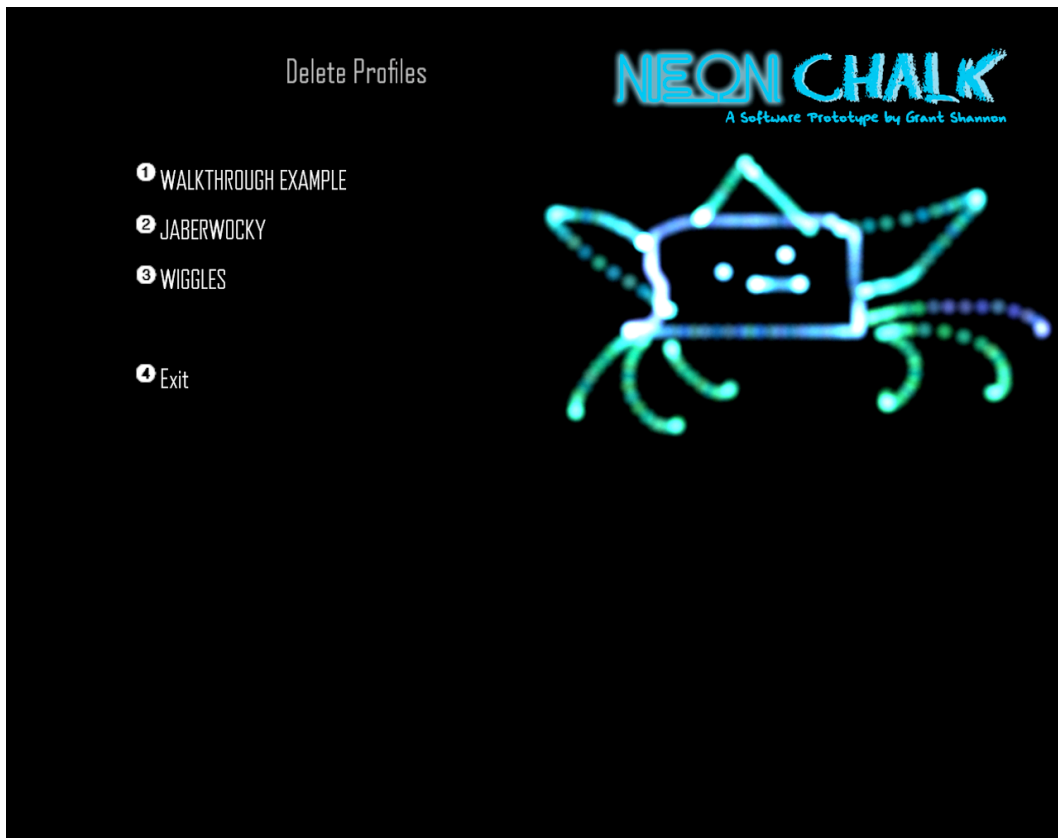 Delete Profiles
NEON CHALK
A Software Prototype by Grant Shannon
1 WALKTHROUGH EXAMPLE
2 JABERWOCKY
3 WIGGLES
4 Exit